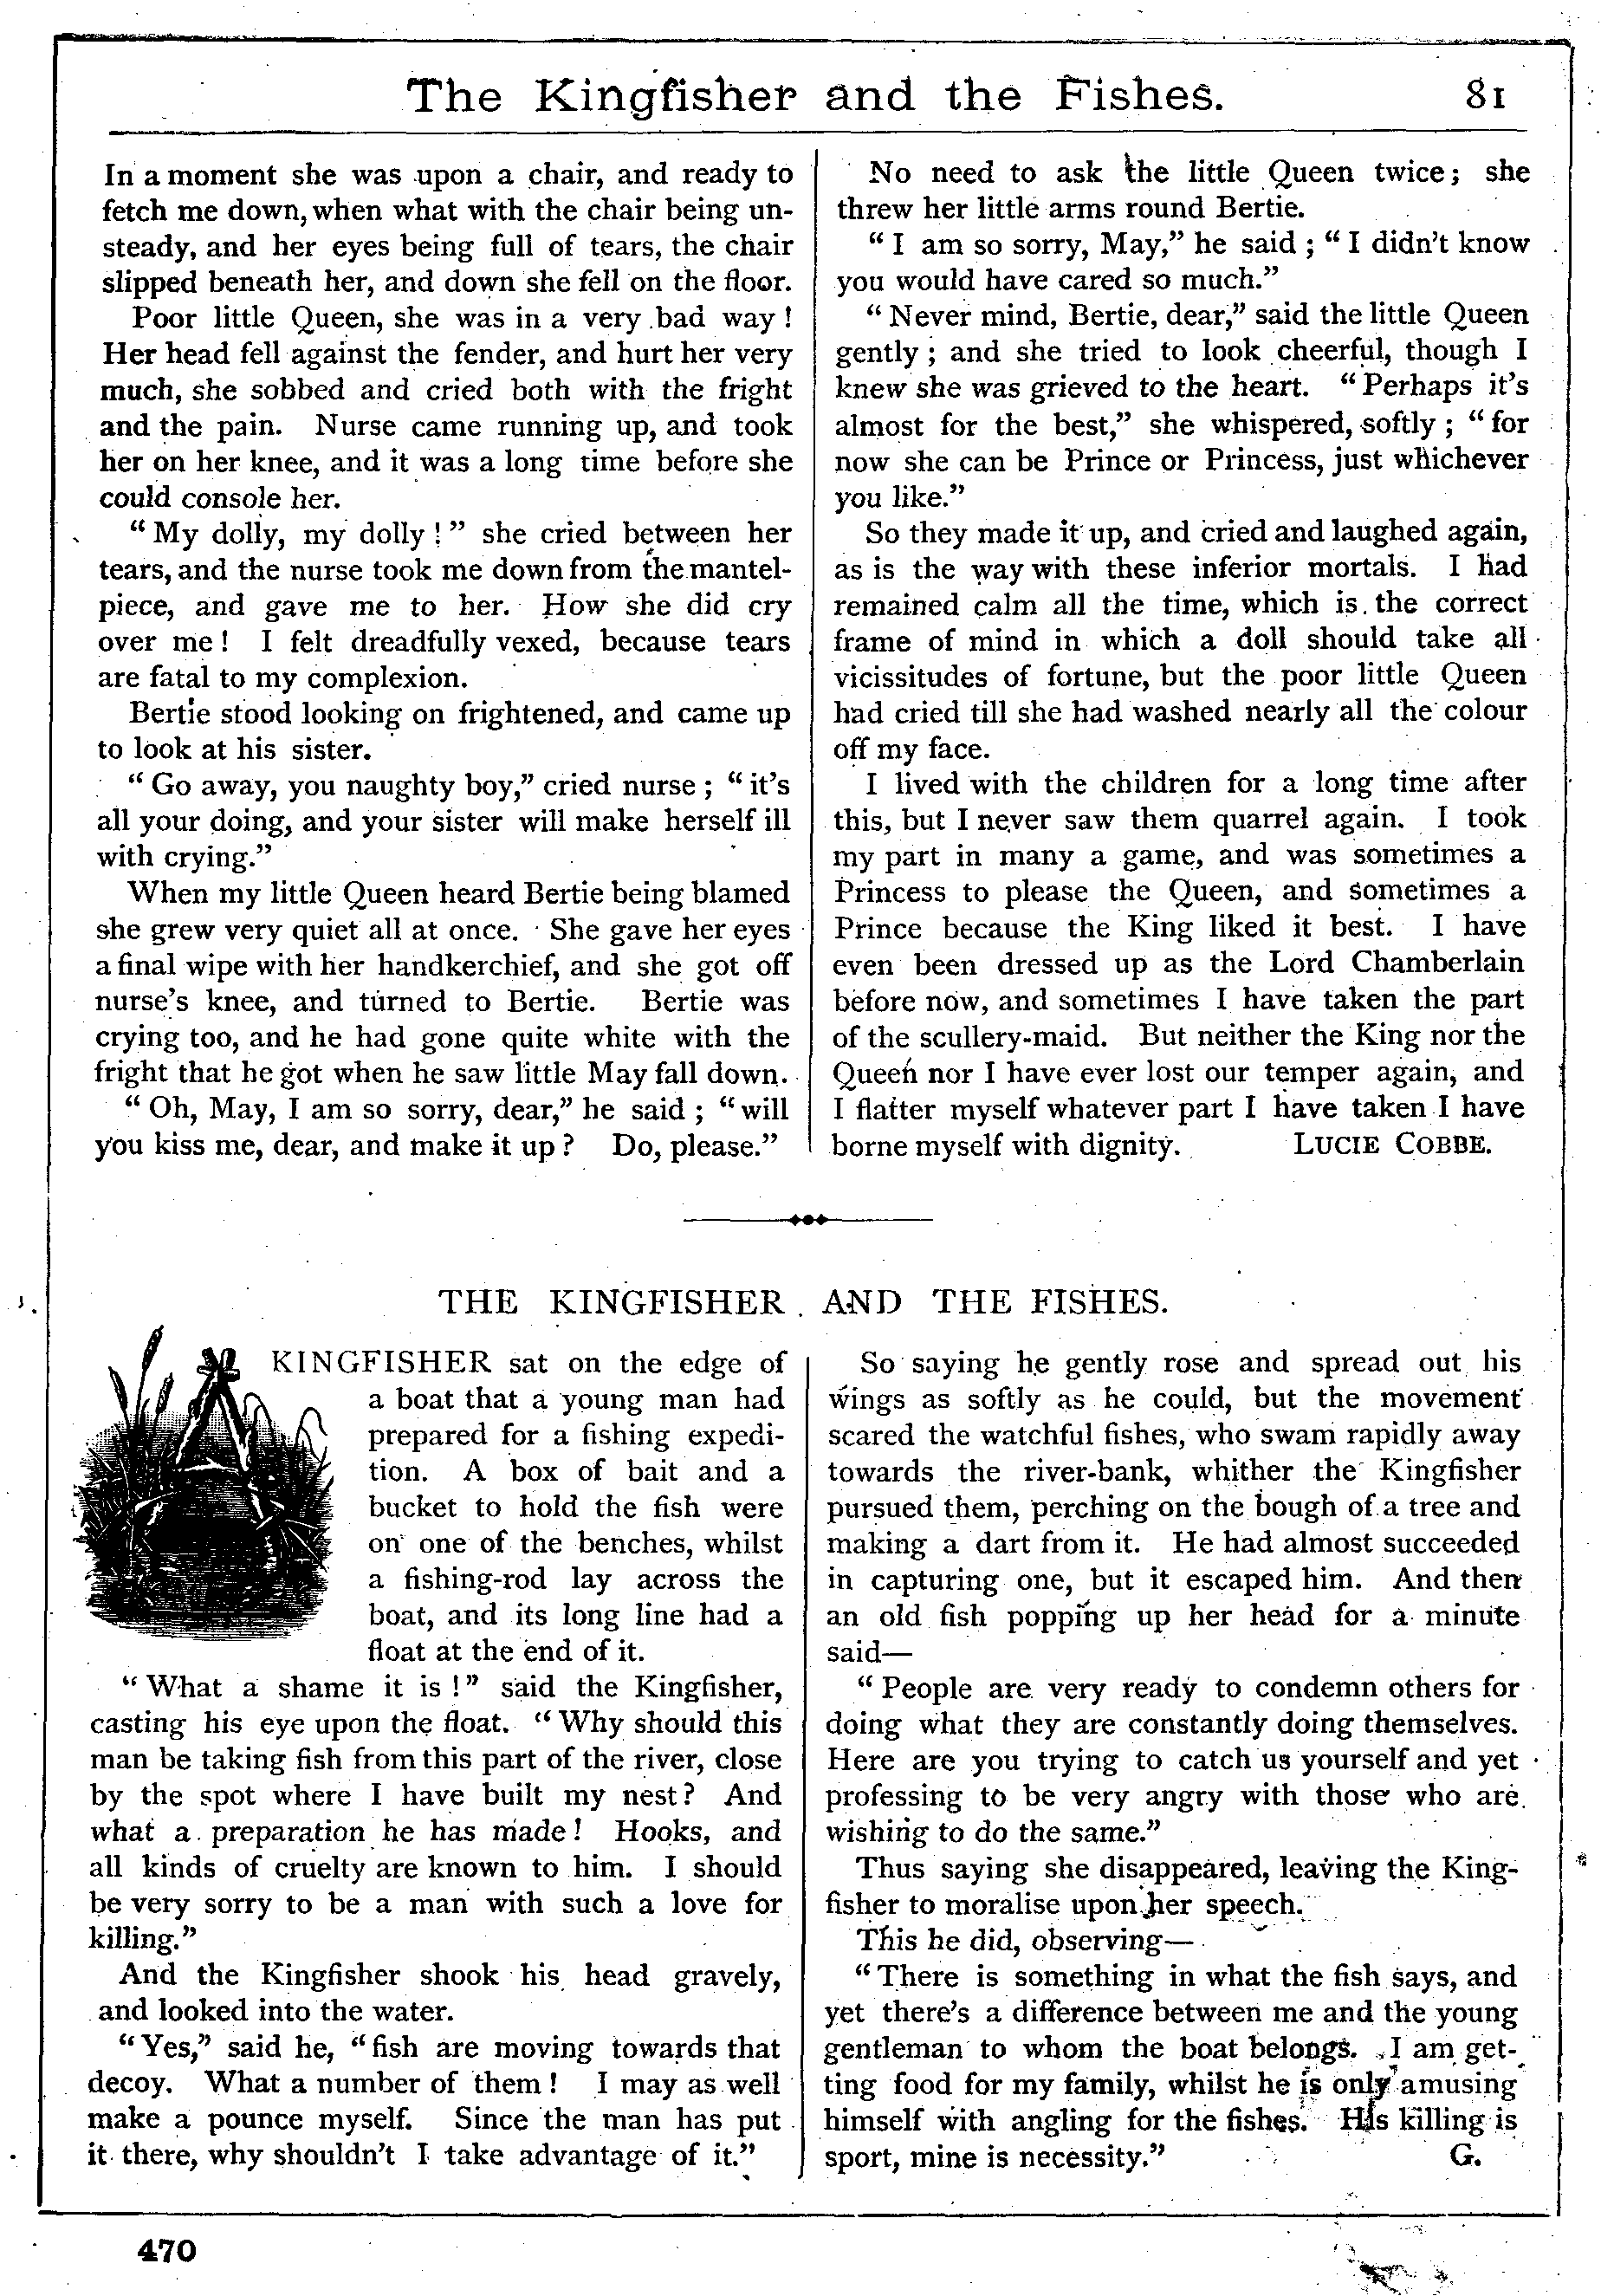 The Kingfisher and the Fishes. 81
In a moment she was upon a chair, and ready to
fetch me down, when what with the chair being un-
steady, and her eyes being full of tears, the chair
slipped beneath her, and down she fell on the floor.
Poor little Queen, she was in a very bad way!
Her head fell against the fender, and hurt her very
much, she sobbed and cried both with the fright
and the pain. Nurse came running up, and took
her on her knee, and it was a long time before she
could console her.
"My dolly, my dolly!" she cried between her
tears, and the nurse took me down from the mantel-
piece, and gave me to her. How she did cry
over me! I felt dreadfully vexed, because tears
are fatal to my complexion.
Bertie stood looking on frightened, and came up
to look at his sister.
"Go away, you naughty boy," cried nurse; "it's
all your doing, and your sister will make herself ill
with crying."
When my little Queen heard Bertie being blamed
she grew very quiet all at once. She gave her eyes
a final wipe with her handkerchief, and she got off
nurse's knee, and turned to Bertie. Bertie was
crying too, and he had gone quite white with the
fright that he got when he saw little May fall down.
"Oh, May, I am so sorry, dear," he said; "will
you kiss me, dear, and make it up? Do, please."
No need to ask the little Queen twice; she
threw her little arms round Bertie.
"I am so sorry, May," he said; "I didn't know
you would have cared so much."
"Never mind, Bertie, dear," said the little Queen
gently; and she tried to look cheerful, though I
knew she was grieved to the heart. "Perhaps it's
almost for the best," she whispered, softly; "for
now she can be Prince or Princess, just whichever
you like."
So they made it up, and cried and laughed again,
as is the way with these inferior mortals. I had
remained calm all the time, which is the correct
frame of mind in which a doll should take all
vicissitudes of fortune, but the poor little Queen
had cried till she had washed nearly all the colour
off my face.
I lived with the children for a long time after
this, but I never saw them quarrel again. I took
my part in many a game, and was sometimes a
Princess to please the Queen, and sometimes a
Prince because the King liked it best. I have
even been dressed up as the Lord Chamberlain
before now, and sometimes I have taken the part
of the scullery-maid. But neither the King nor the
Queen nor I have ever lost our temper again, and
I flatter myself whatever part I have taken I have
borne myself with dignity. LUCIE COBBE.
THE KINGFISHER AND THE FISHES.
KINGFISHER sat on the edge of
a boat that a young man had
prepared for a fishing expedi-
tion. A box of bait and a
bucket to hold the fish were
on one of the benches, whilst
a fishing-rod lay across the
boat, and its long line had a
float at the end of it.
"What a shame it is!" said the Kingfisher,
casting his eye upon the float. "Why should this
man be taking fish from this part of the river, close
by the spot where I have built my nest? And
what a preparation he has made! Hooks, and
all kinds of cruelty are known to him. I should
be very sorry to be a man with such a love for
killing."
And the Kingfisher shook his head gravely,
and looked into the water.
"Yes," said he, "fish are moving towards that
decoy. What a number of them! I may as well
make a pounce myself. Since the man has put
it there, why shouldn't I take advantage of it."
So saying he gently rose and spread out his
wings as softly as he could, but the movement
scared the watchful fishes, who swam rapidly away
towards the river-bank, whither the Kingfisher
pursued them, perching on the bough of a tree and
making a dart from it. He had almost succeeded
in capturing one, but it escaped him. And then
an old fish popping up her head for a minute
said—
"People are very ready to condemn others for
doing what they are constantly doing themselves.
Here are you trying to catch us yourself and yet
professing to be very angry with those who are
wishing to do the same."
Thus saying she disappeared, leaving the King-
fisher to moralise upon her speech.
This he did, observing—
"There is something in what the fish says, and
yet there's a difference between me and the young
gentleman to whom the boat belongs. I am get-
ting food for my family, whilst he is only amusing
himself with angling for the fishes. His killing is
sport, mine is necessity." G.
470